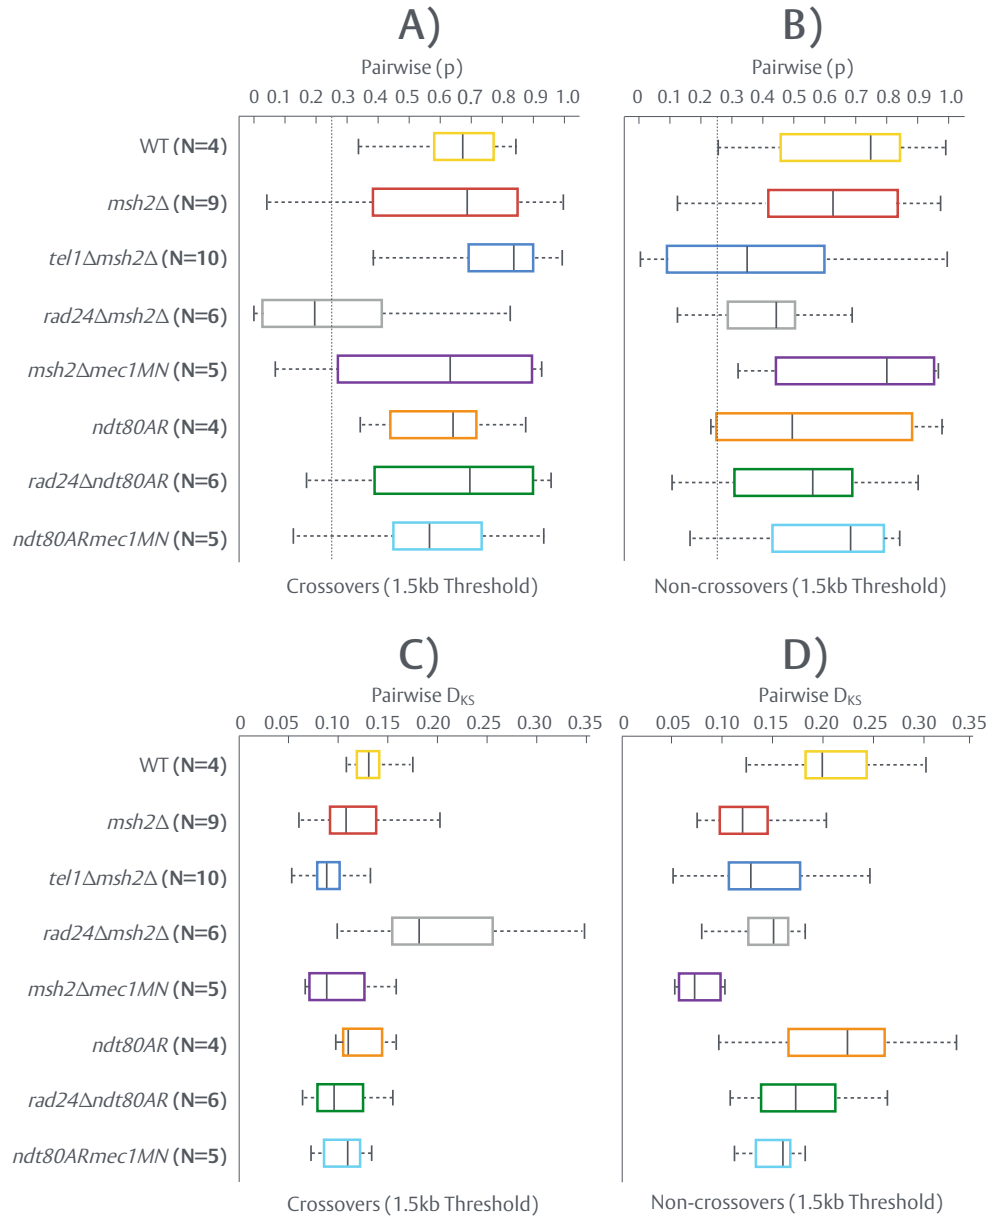 A)
B)
Pairwise (p)
Pairwise (p)
0 0.1 0.2 0.3 0.4 0.5 0.6 0.7 0.8 0.9 1.0
0 0.1 0.2 0.3 0.4 0.5 0.6 0.7 0.8 0.9 1.0
WT (N=4)
msh2Δ (N=9)
tel1Δmsh2Δ (N=10)
rad24Δmsh2Δ (N=6)
msh2Δmec1MN (N=5)
ndt80AR (N=4)
rad24Δndt80AR (N=6)
ndt80ARmec1MN (N=5)
Crossovers (1.5kb Threshold)
Non-crossovers (1.5kb Threshold)
C)
D)
Pairwise DKS
Pairwise DKS
0 0.05 0.10 0.15 0.20 0.25 0.30 0.35
0 0.05 0.10 0.15 0.20 0.25 0.30 0.35
WT (N=4)
msh2Δ (N=9)
tel1Δmsh2Δ (N=10)
rad24Δmsh2Δ (N=6)
msh2Δmec1MN (N=5)
ndt80AR (N=4)
rad24Δndt80AR (N=6)
ndt80ARmec1MN (N=5)
Crossovers (1.5kb Threshold)
Non-crossovers (1.5kb Threshold)